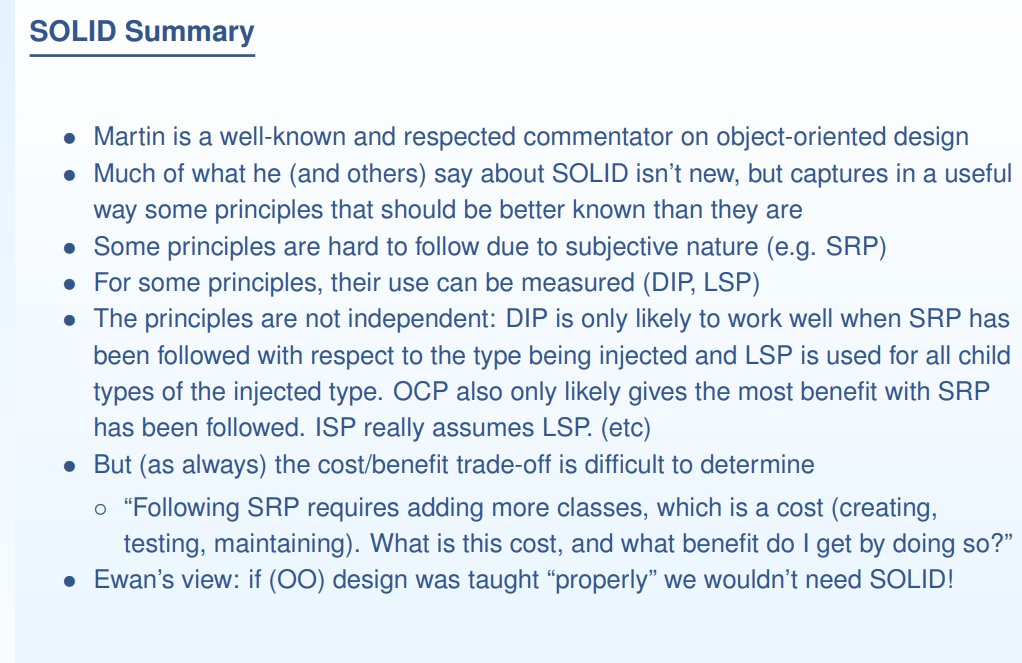 SOLID Summary
● Martin is a well-known and respected commentator on object-oriented design
● Much of what he (and others) say about SOLID isn't new, but captures in a useful
way some principles that should be better known than they are
● Some principles are hard to follow due to subjective nature (e.g. SRP)
● For some principles, their use can be measured (DIP, LSP)
● The principles are not independent: DIP is only likely to work well when SRP has
been followed with respect to the type being injected and LSP is used for all child
types of the injected type. OCP also only likely gives the most benefit with SRP
has been followed. ISP really assumes LSP. (etc)
● But (as always) the cost/benefit trade-off is difficult to determine
○ “Following SRP requires adding more classes, which is a cost (creating,
testing, maintaining). What is this cost, and what benefit do I get by doing so?”
● Ewan's view: if (OO) design was taught “properly” we wouldn't need SOLID!